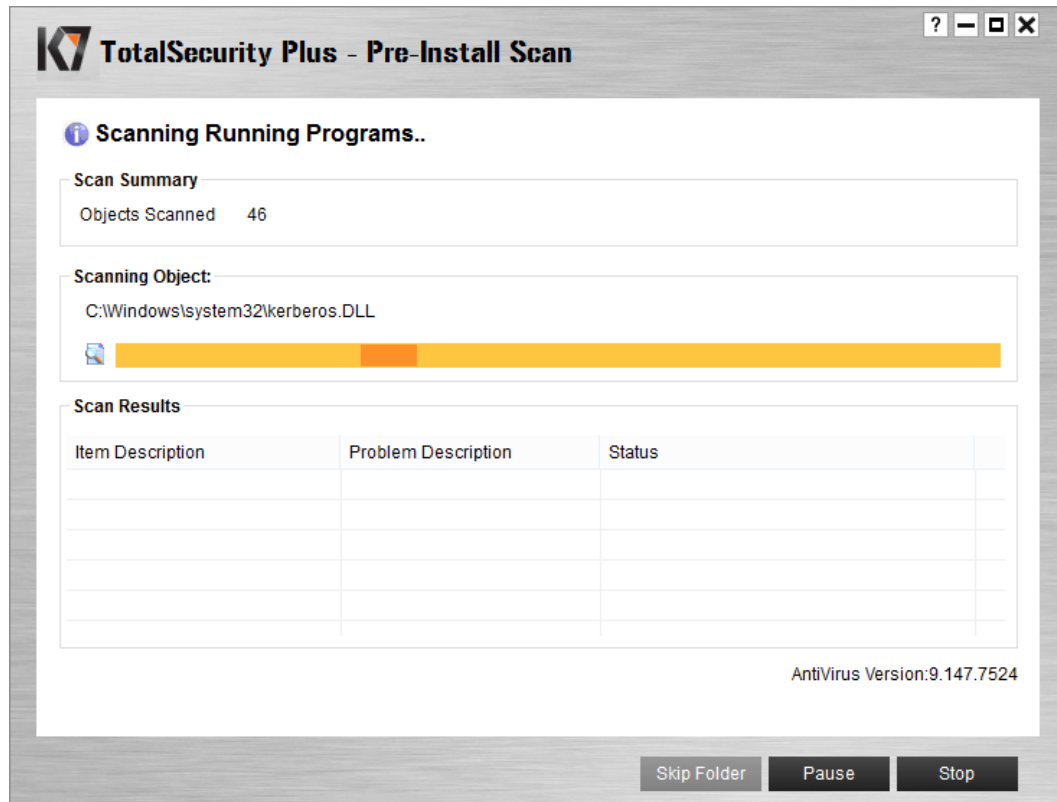 K7 TotalSecurity Plus - Pre-Install Scan
?
Scanning Running Programs..
Scan Summary
Objects Scanned 46
Scanning Object:
C:\Windows\system32\kerberos.DLL
Scan Results
Item Description Problem Description Status
AntiVirus Version:9.147.7524
Skip Folder Pause Stop